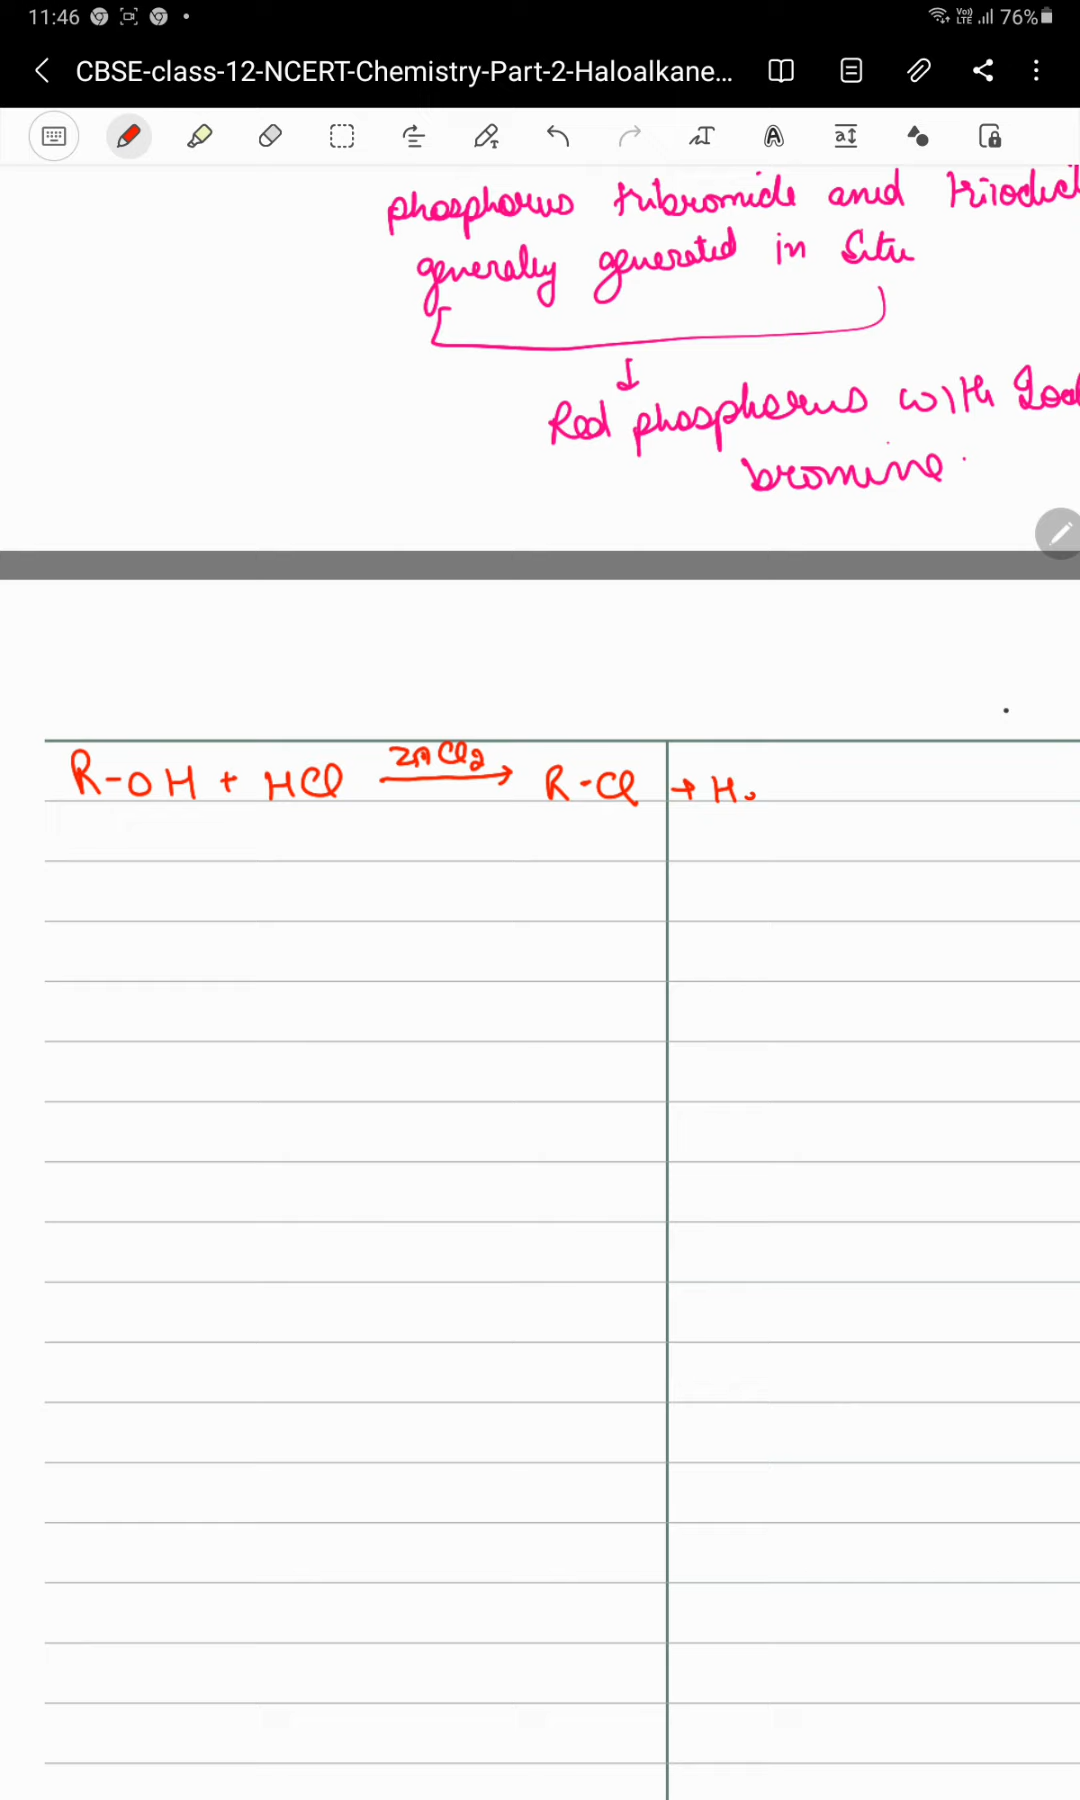 11:46 76%
CBSE-class-12-NCERT-Chemistry-Part-2-Haloalkane...
phosphorus tribromide and
generally generated in Situ
Red phosphorus with
bromine.
R-OH + HCl ZnCl2 → R-Cl + H